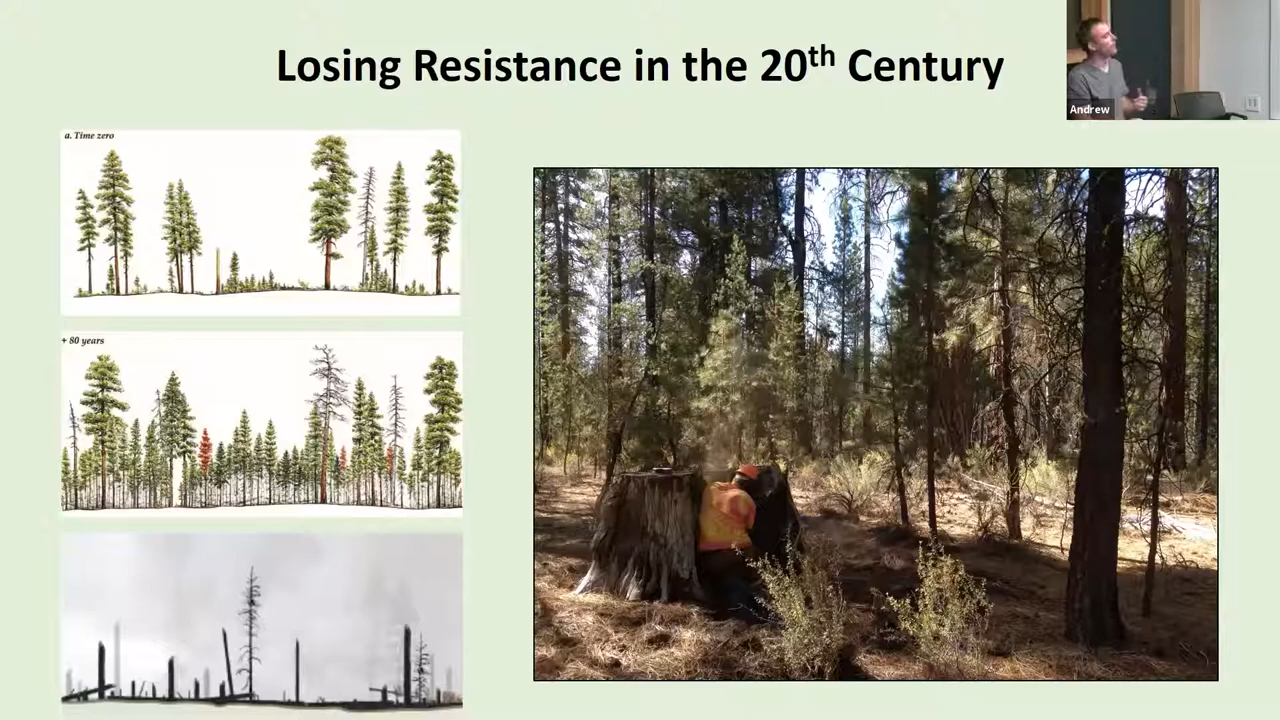 Losing Resistance in the 20th Century
Andrew
a. Time zero
+ 80 years